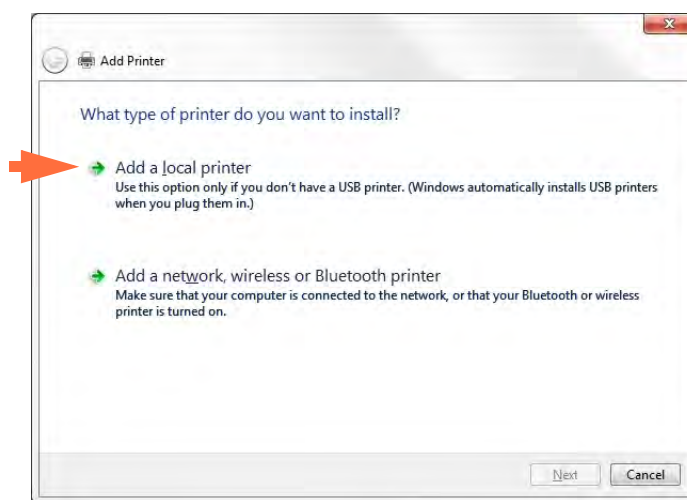 Add Printer
What type of printer do you want to install?
Add a local printer
Use this option only if you don't have a USB printer. (Windows automatically installs USB printers
when you plug them in.)
Add a network, wireless or Bluetooth printer
Make sure that your computer is connected to the network, or that your Bluetooth or wireless
printer is turned on.
Next Cancel